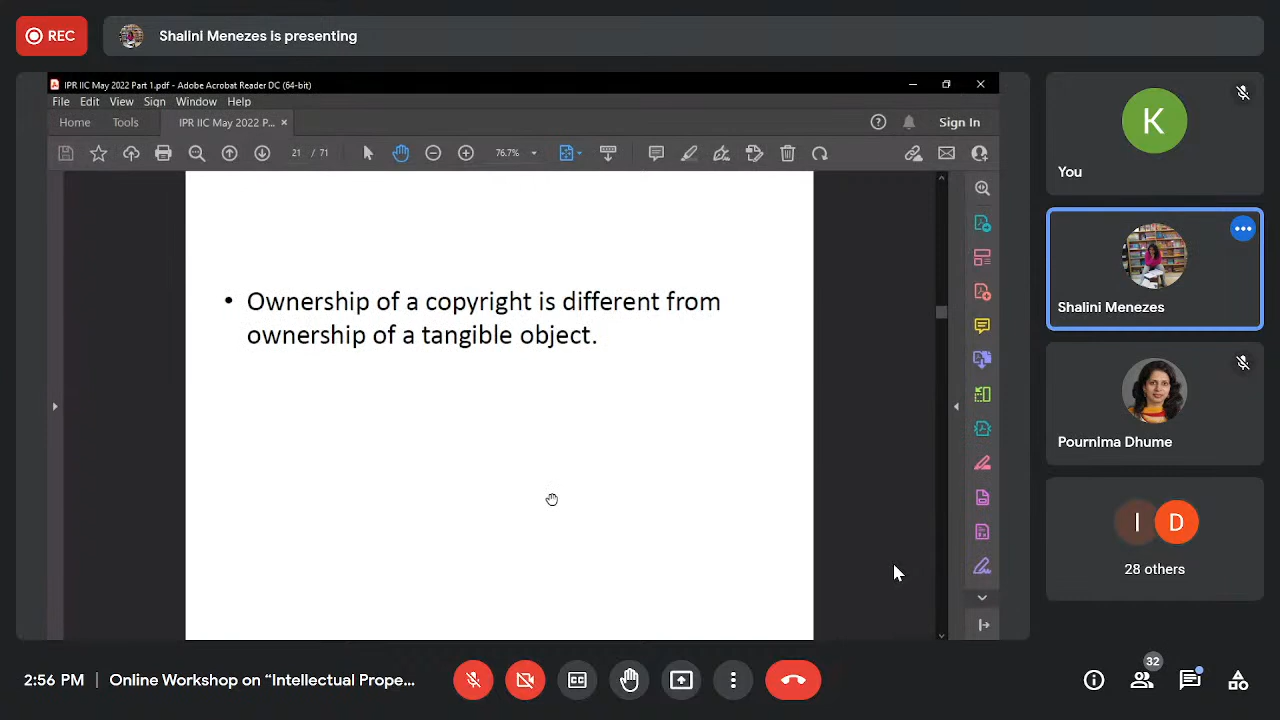 REC
Shalini Menezes is presenting
IPR IIC May 2022 Part 1.pdf - Adobe Acrobat Reader DC (64-bit)
File Edit View Sign Window Help
Home Tools IPR IIC May 2022 P... × Sign In
21 / 71 76.7%
• Ownership of a copyright is different from
ownership of a tangible object.
K
You
Shalini Menezes
Pournima Dhume
I D
28 others
2:56 PM | Online Workshop on “Intellectual Prope...
32